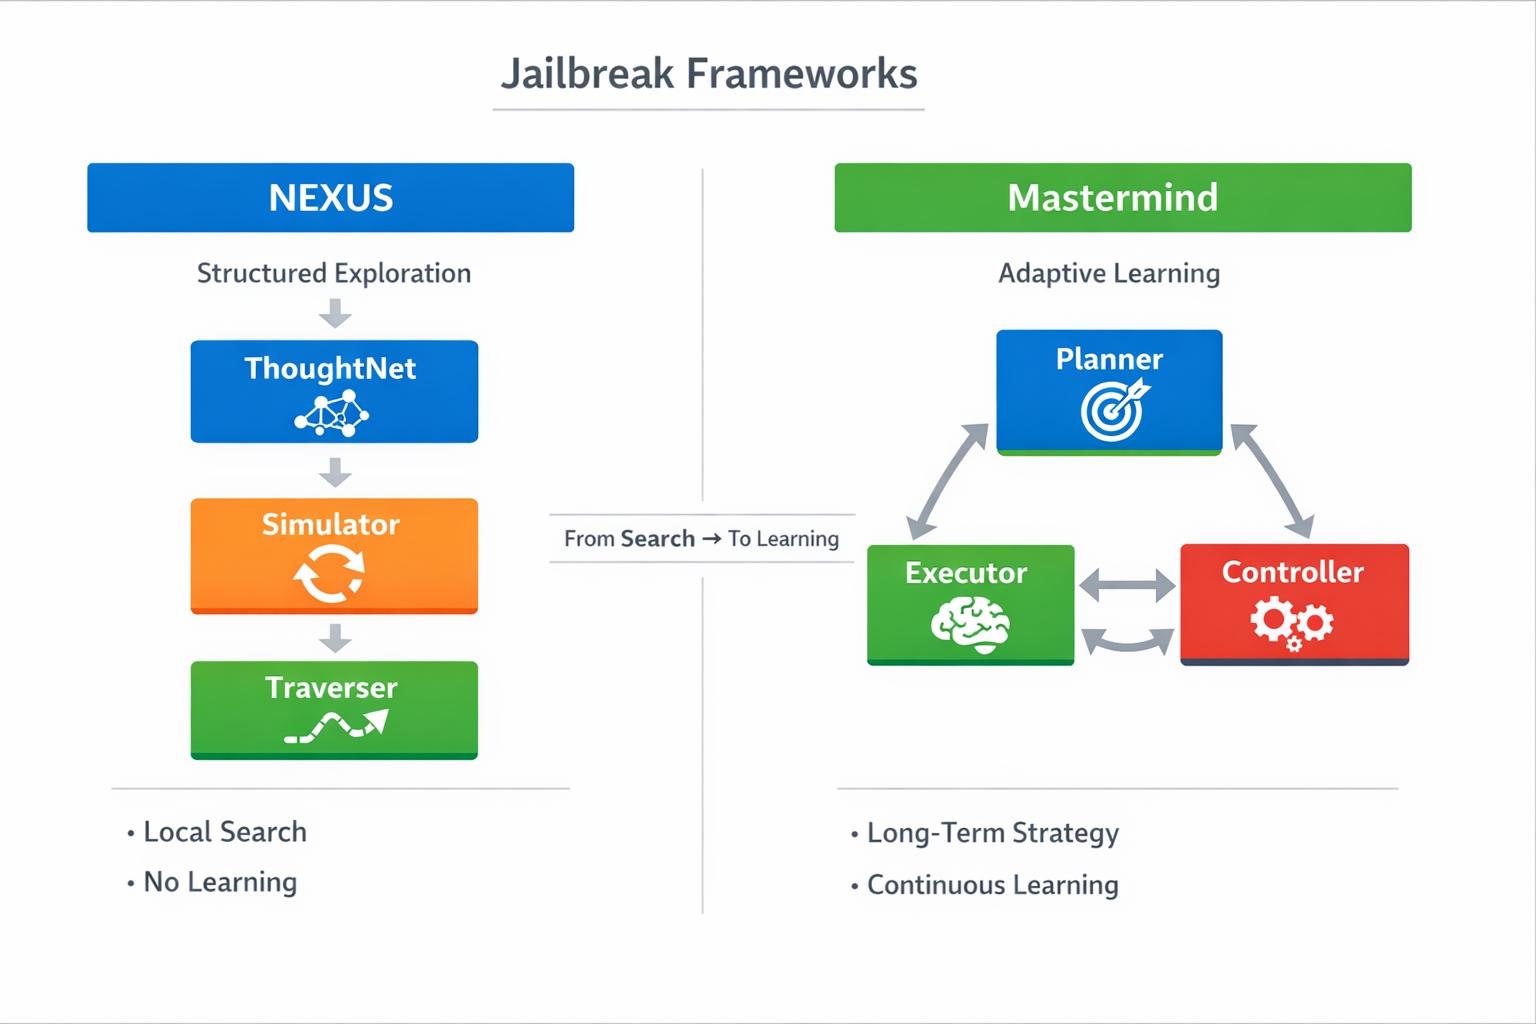 Jailbreak Frameworks
NEXUS
Structured Exploration
ThoughtNet
Simulator
Traverser
• Local Search
• No Learning
From Search → To Learning
Mastermind
Adaptive Learning
Planner
Executor
Controller
• Long-Term Strategy
• Continuous Learning